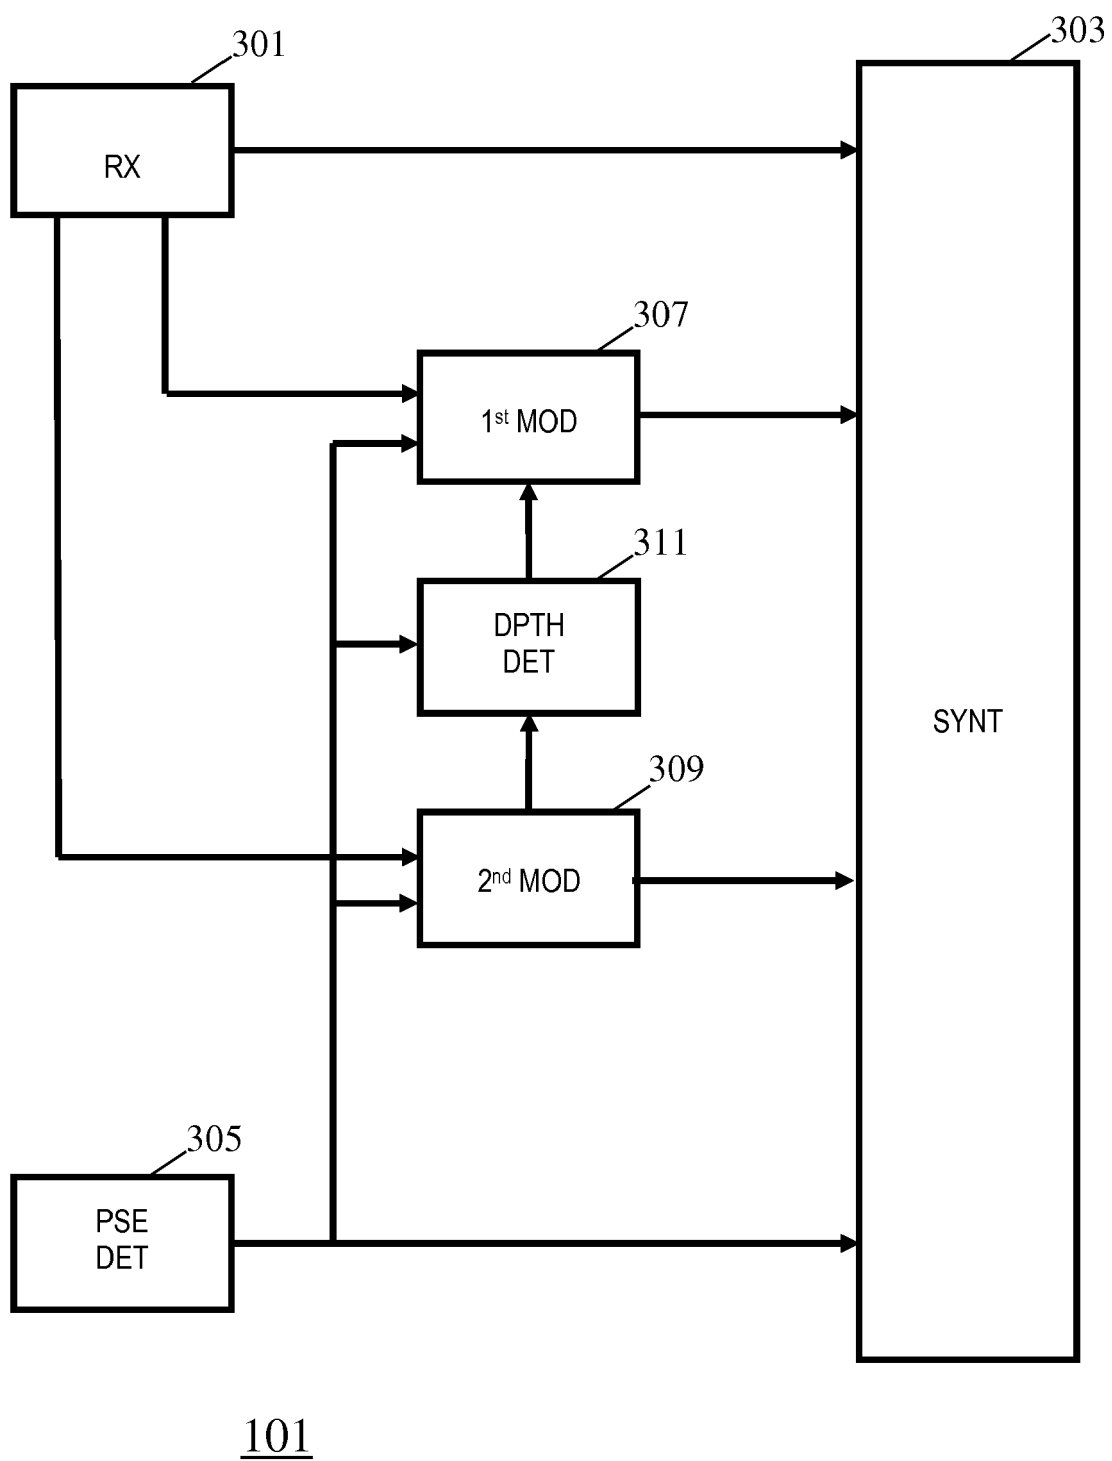 303
301
RX
307
1st MOD
311
DPTH
DET
SYNT
309
2nd MOD
305
PSE
DET
101